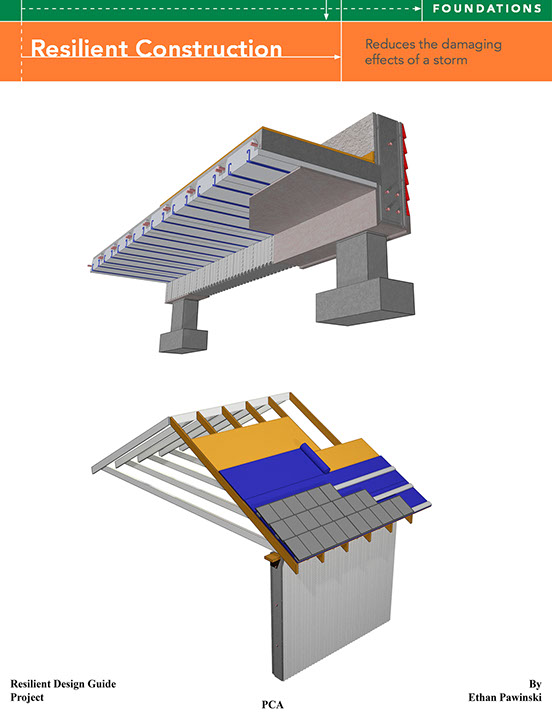 FOUNDATIONS
Resilient Construction
Reduces the damaging
effects of a storm
Resilient Design Guide
Project
PCA
By
Ethan Pawinski